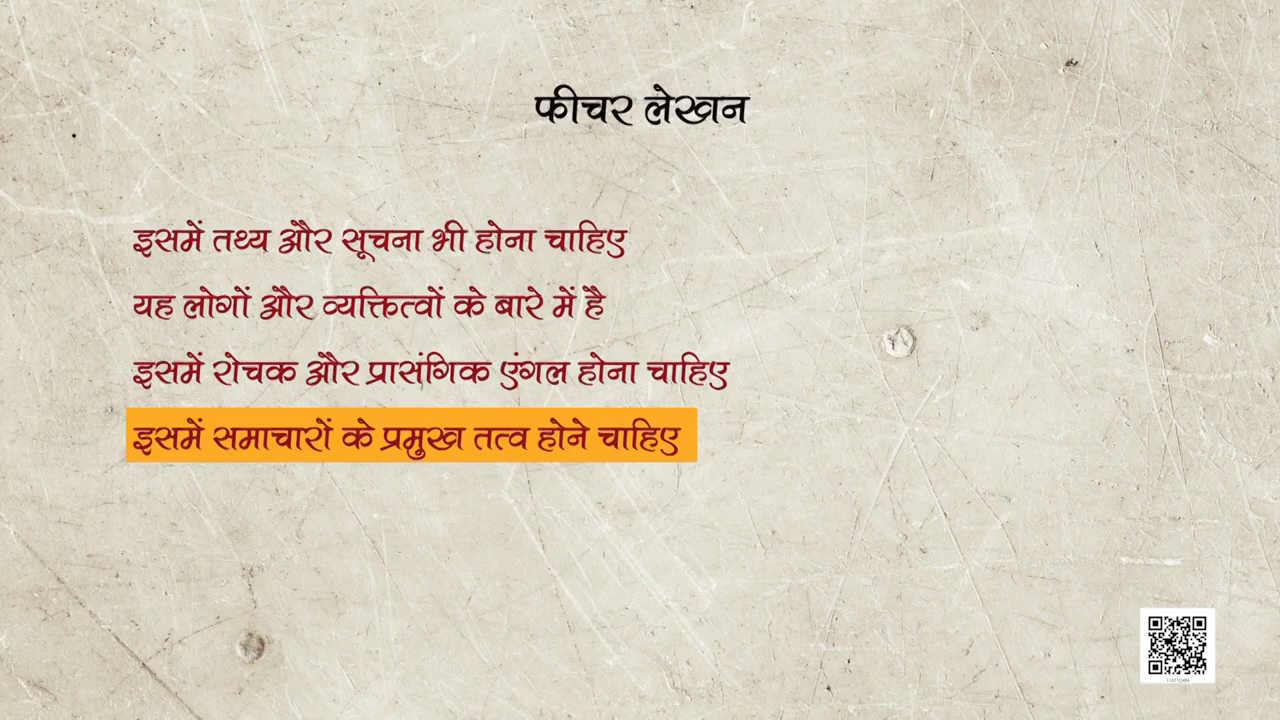 फीचर लेखन
इसमें तथ्य और सूचना भी होना चाहिए
यह लोगों और व्यक्तित्वों के बारे में है
इसमें रोचक और प्रासंगिक एंगल होना चाहिए
इसमें समाचारों के प्रमुख तत्व होने चाहिए